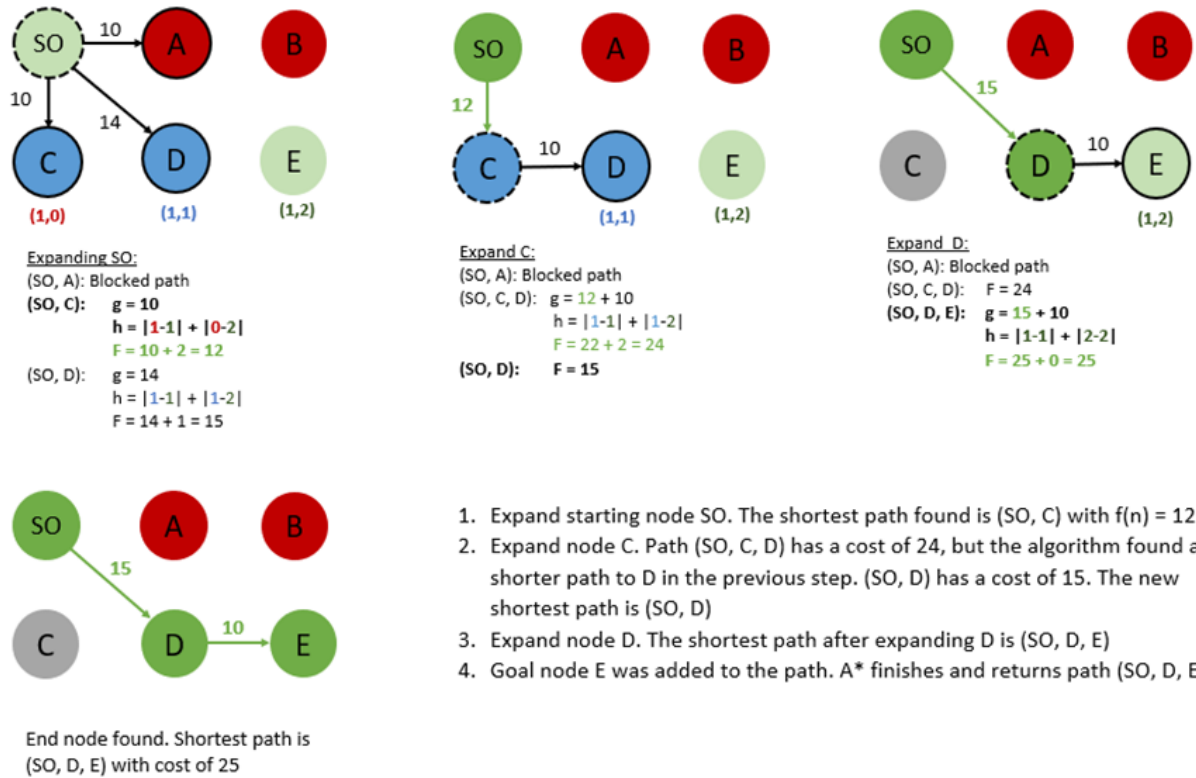 SO 10 A B
10 14
C D E
(1,0) (1,1) (1,2)
Expanding SO:
(SO, A): Blocked path
(SO, C): g = 10
h = |1-1| + |0-2|
F = 10 + 2 = 12
(SO, D): g = 14
h = |1-1| + |1-2|
F = 14 + 1 = 15
SO A B
12
C 10 D E
(1,1) (1,2)
Expand C:
(SO, A): Blocked path
(SO, C, D): g = 12 + 10
h = |1-1| + |1-2|
F = 22 + 2 = 24
(SO, D): F = 15
SO A B
15
C D 10 E
(1,2)
Expand D:
(SO, A): Blocked path
(SO, C, D): F = 24
(SO, D, E): g = 15 + 10
h = |1-1| + |2-2|
F = 25 + 0 = 25
SO A B
15
C D 10 E
End node found. Shortest path is
(SO, D, E) with cost of 25
1. Expand starting node SO. The shortest path found is (SO, C) with f(n) = 12
2. Expand node C. Path (SO, C, D) has a cost of 24, but the algorithm found a
shorter path to D in the previous step. (SO, D) has a cost of 15. The new
shortest path is (SO, D)
3. Expand node D. The shortest path after expanding D is (SO, D, E)
4. Goal node E was added to the path. A* finishes and returns path (SO, D, E